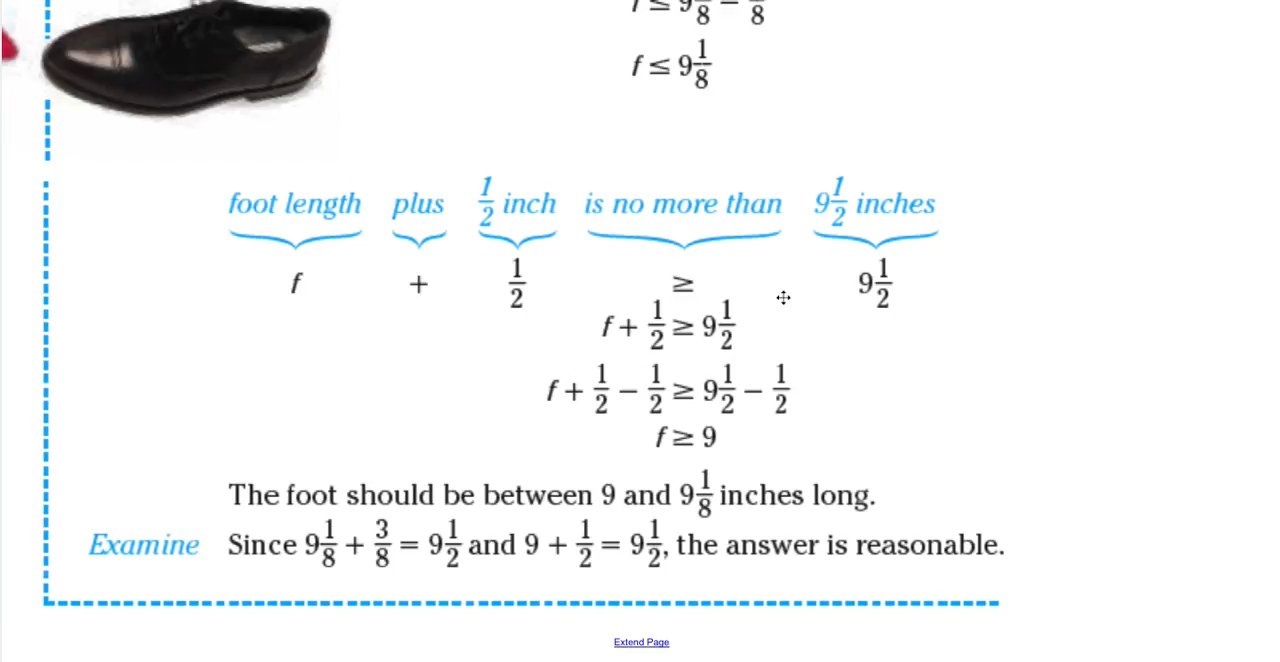 f ≤ 9 1/8
foot length plus 1/2 inch is no more than 9 1/2 inches
f + 1/2 ≥ 9 1/2
f + 1/2 ≥ 9 1/2
f + 1/2 − 1/2 ≥ 9 1/2 − 1/2
f ≥ 9
The foot should be between 9 and 9 1/8 inches long.
Examine Since 9 1/8 + 3/8 = 9 1/2 and 9 + 1/2 = 9 1/2, the answer is reasonable.
Extend Page